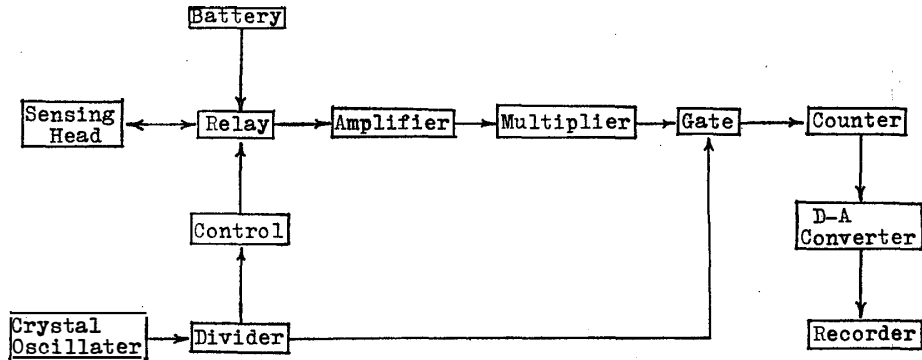 Battery
Sensing
Head
Relay
Amplifier
Multiplier
Gate
Counter
Control
D-A
Converter
Crystal
Oscillater
Divider
Recorder